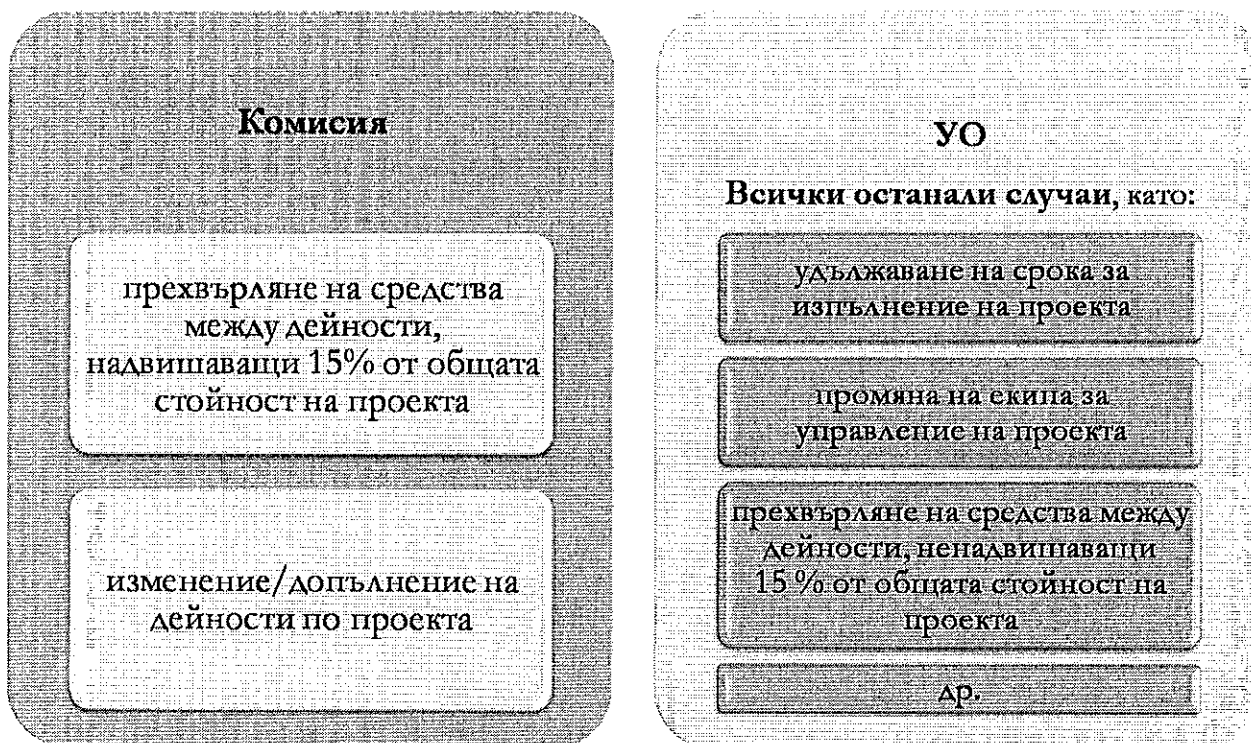 Комисия
прехвърляне на средства
между дейности,
надвишаващи 15% от общата
стойност на проекта
изменение/допълнение на
дейности по проекта
УО
Всички останали случаи, като:
удължаване на срока за
изпълнение на проекта
промяна на екипа за
управление на проекта
прехвърляне на средства между
дейности, ненадвишаващи
15 % от общата стойност на
проекта
др.